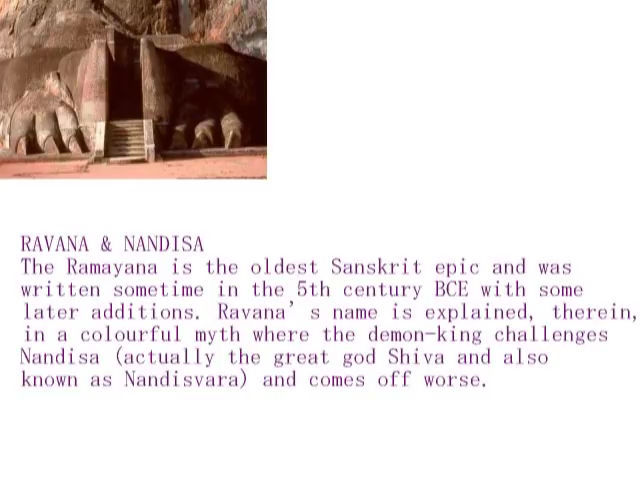 RAVANA & NANDISA
The Ramayana is the oldest Sanskrit epic and was
written sometime in the 5th century BCE with some
later additions. Ravana’s name is explained, therein,
in a colourful myth where the demon-king challenges
Nandisa (actually the great god Shiva and also
known as Nandisvara) and comes off worse.